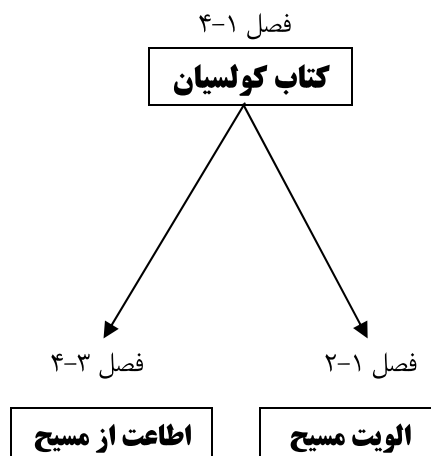 فصل ۱-۴
کتاب کولسیان
فصل ۱-۲
فصل ۳-۴
الویت مسیح
اطاعت از مسیح